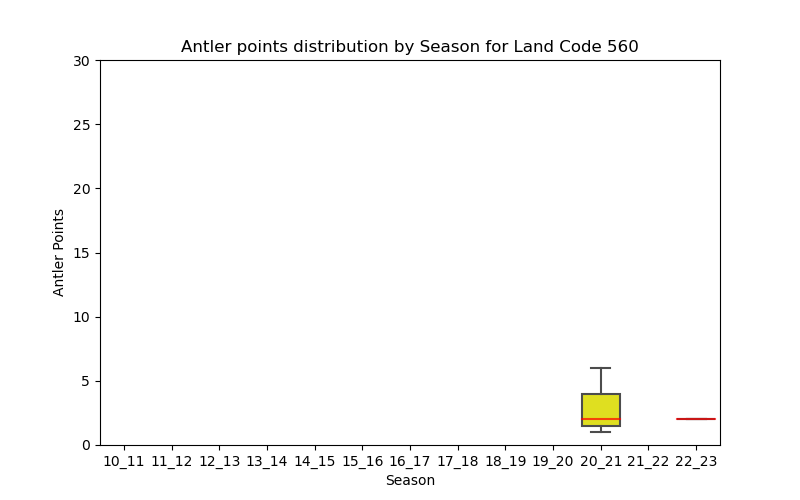 Antler points distribution by Season for Land Code 560
30
25
20
15
10
5
0
Antler Points
10_11 11_12 12_13 13_14 14_15 15_16 16_17 17_18 18_19 19_20 20_21 21_22 22_23
Season